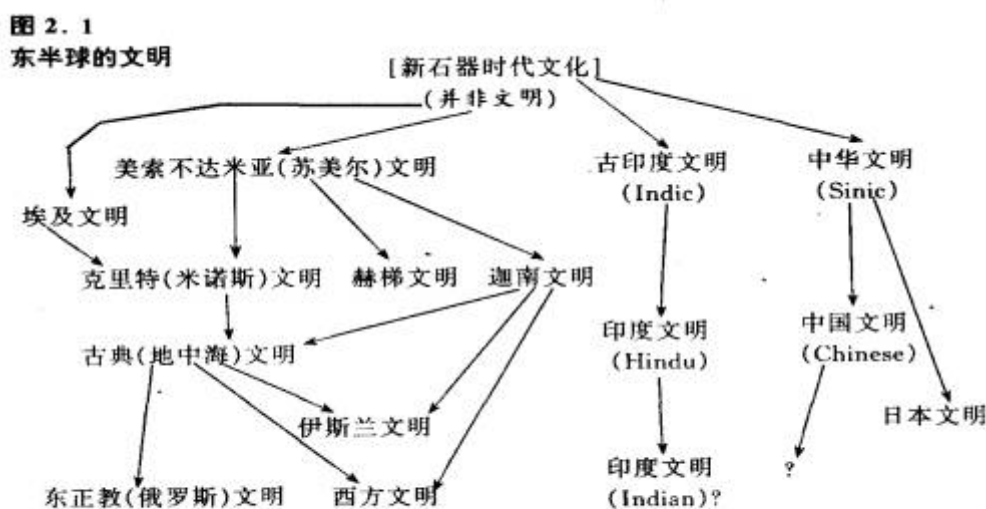 图 2. 1
东半球的文明
[新石器时代文化]
(并非文明)
美索不达米亚(苏美尔)文明
古印度文明
(Indic)
中华文明
(Sinic)
埃及文明
克里特(米诺斯)文明
赫梯文明
迦南文明
古典(地中海)文明
印度文明
(Hindu)
中国文明
(Chinese)
伊斯兰文明
日本文明
东正教(俄罗斯)文明
西方文明
印度文明
(Indian)?
?